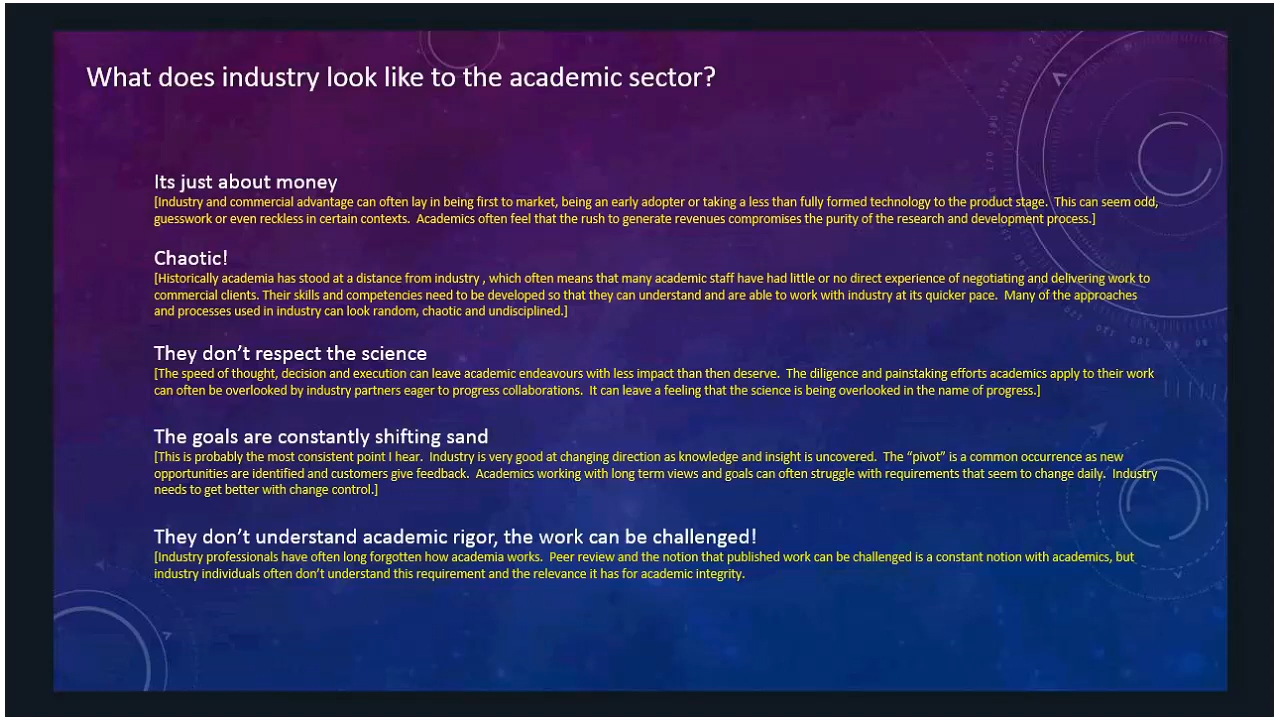 What does industry look like to the academic sector?
Its just about money
[Industry and commercial advantage can often lay in being first to market, being an early adopter or taking a less than fully formed technology to the product stage.  This can seem odd,
guesswork or even reckless in certain contexts.  Academics often feel that the rush to generate revenues compromises the purity of the research and development process.]
Chaotic!
[Historically academia has stood at a distance from industry , which often means that many academic staff have had little or no direct experience of negotiating and delivering work to
commercial clients. Their skills and competencies need to be developed so that they can understand and are able to work with industry at its quicker pace.  Many of the approaches
and processes used in industry can look random, chaotic and undisciplined.]
They don't respect the science
[The speed of thought, decision and execution can leave academic endeavours with less impact than then deserve.  The diligence and painstaking efforts academics apply to their work
can often be overlooked by industry partners eager to progress collaborations.  It can leave a feeling that the science is being overlooked in the name of progress.]
The goals are constantly shifting sand
[This is probably the most consistent point I hear.  Industry is very good at changing direction as knowledge and insight is uncovered.  The “pivot” is a common occurrence as new
opportunities are identified and customers give feedback.  Academics working with long term views and goals can often struggle with requirements that seem to change daily.  Industry
needs to get better with change control.]
They don't understand academic rigor, the work can be challenged!
[Industry professionals have often long forgotten how academia works.  Peer review and the notion that published work can be challenged is a constant notion with academics, but
industry individuals often don't understand this requirement and the relevance it has for academic integrity.